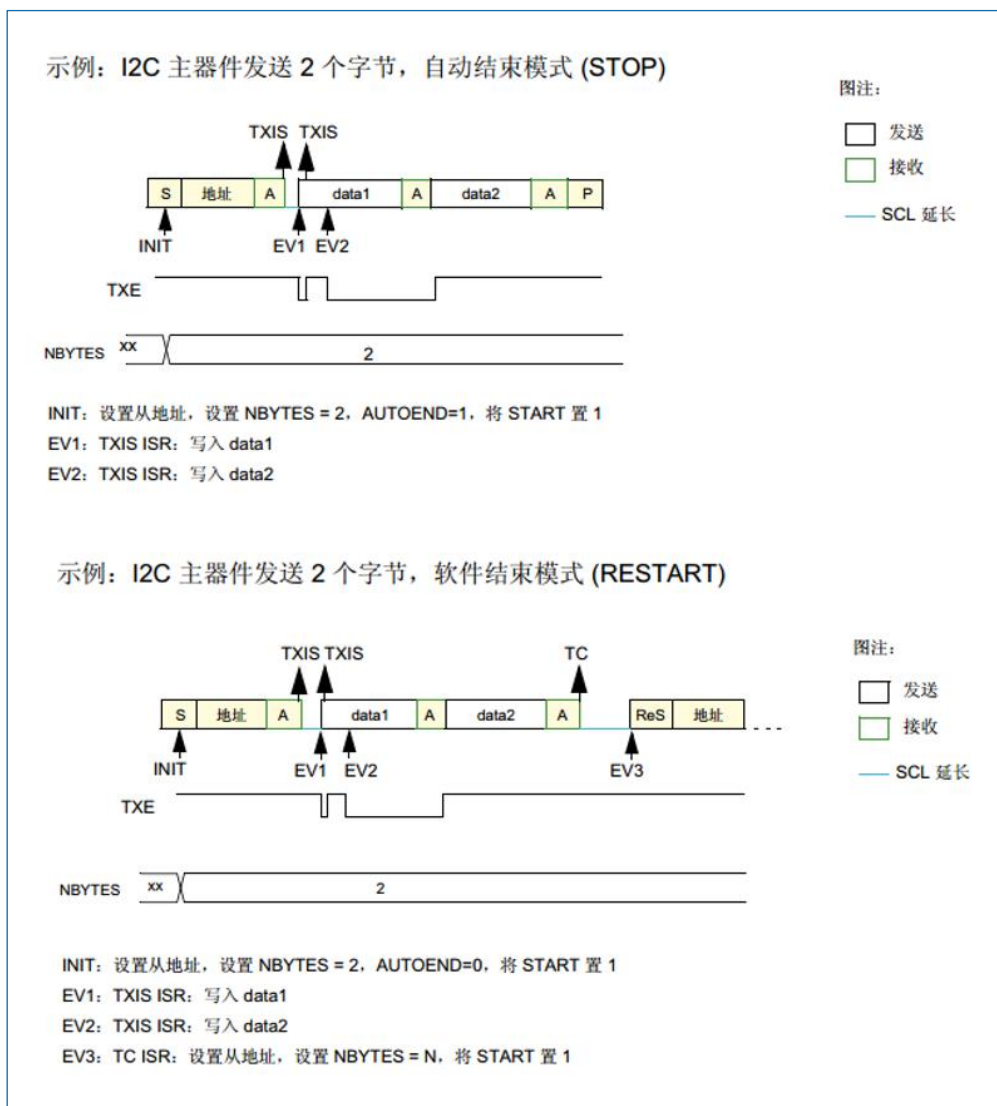 示例：I2C 主器件发送 2 个字节，自动结束模式 (STOP)
图注：
发送
接收
SCL 延长
TXIS TXIS
S 地址 A data1 A data2 A P
INIT EV1 EV2
TXE
NBYTES xx 2
INIT：设置从地址，设置 NBYTES = 2，AUTOEND=1，将 START 置 1
EV1：TXIS ISR：写入 data1
EV2：TXIS ISR：写入 data2
示例：I2C 主器件发送 2 个字节，软件结束模式 (RESTART)
图注：
发送
接收
SCL 延长
TXIS TXIS TC
S 地址 A data1 A data2 A ReS 地址
INIT EV1 EV2 EV3
TXE
NBYTES xx 2
INIT：设置从地址，设置 NBYTES = 2，AUTOEND=0，将 START 置 1
EV1：TXIS ISR：写入 data1
EV2：TXIS ISR：写入 data2
EV3：TC ISR：设置从地址，设置 NBYTES = N，将 START 置 1